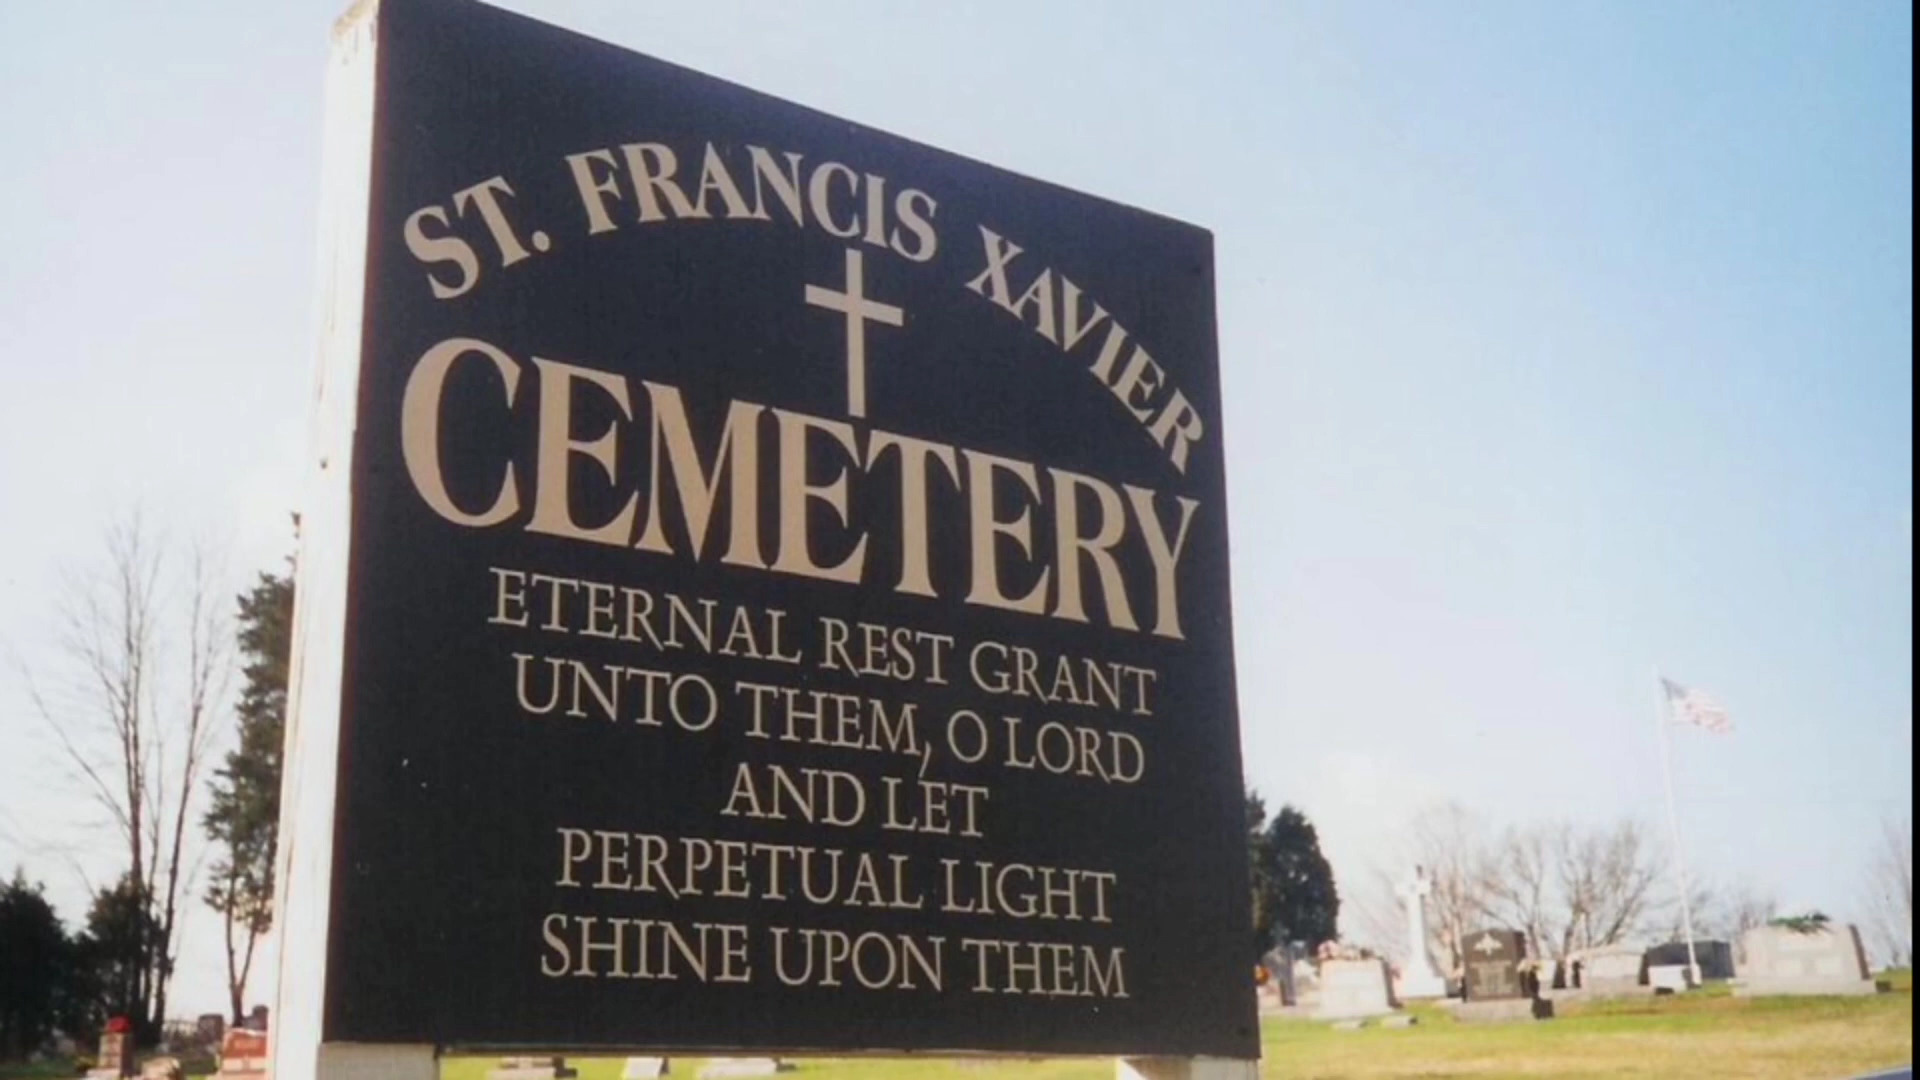 ST. FRANCIS XAVIER
CEMETERY
ETERNAL REST GRANT
UNTO THEM, O LORD
AND LET
PERPETUAL LIGHT
SHINE UPON THEM